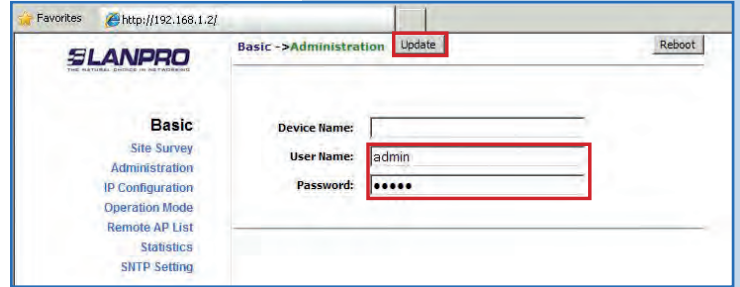 Favorites http://192.168.1.2/
LANPRO
THE NATURAL CHOICE IN NETWORKING
Basic ->Administration Update Reboot
Basic
Site Survey
Administration
IP Configuration
Operation Mode
Remote AP List
Statistics
SNTP Setting
Device Name:
User Name: admin
Password: •••••